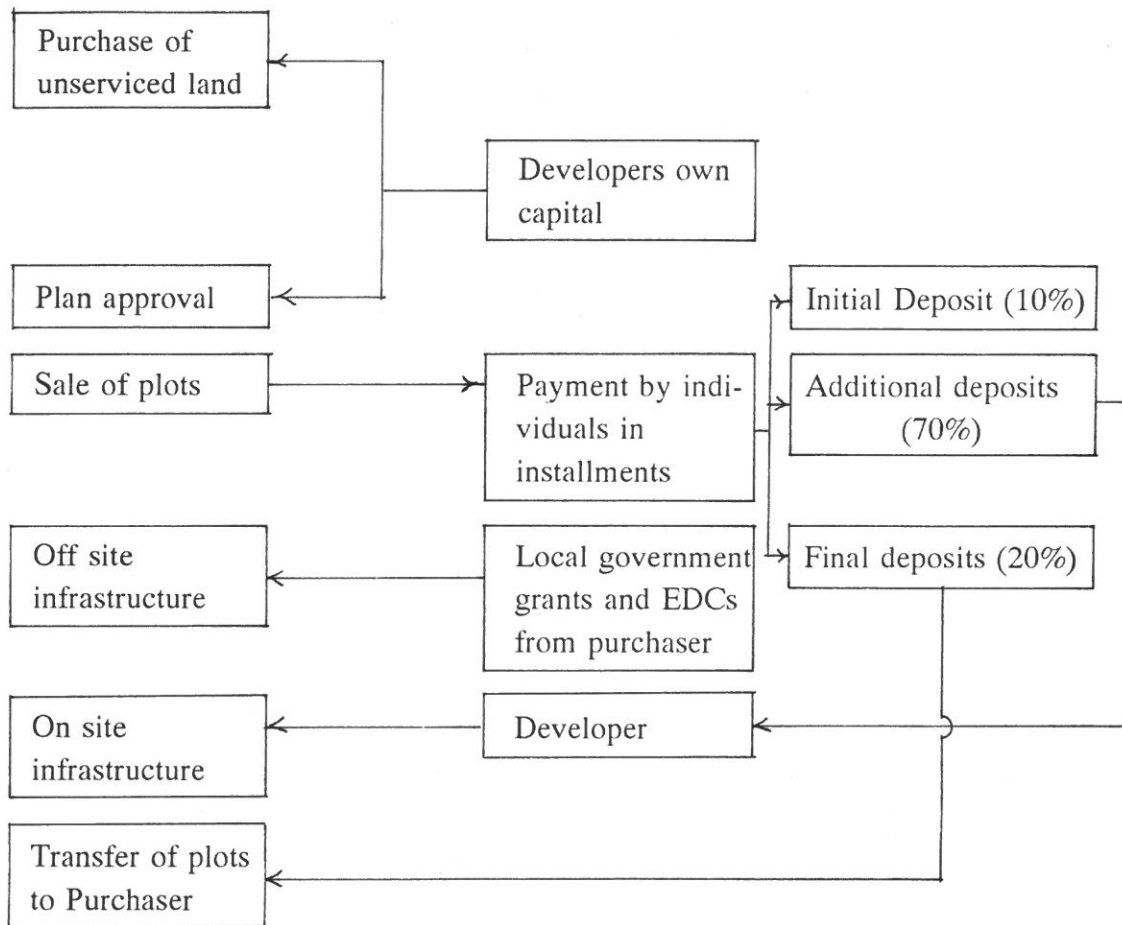 Purchase of
unserviced land
Developers own
capital
Plan approval
Initial Deposit (10%)
Sale of plots
Payment by indi-
viduals in
installments
Additional deposits
(70%)
Off site
infrastructure
Local government
grants and EDCs
from purchaser
Final deposits (20%)
On site
infrastructure
Developer
Transfer of plots
to Purchaser